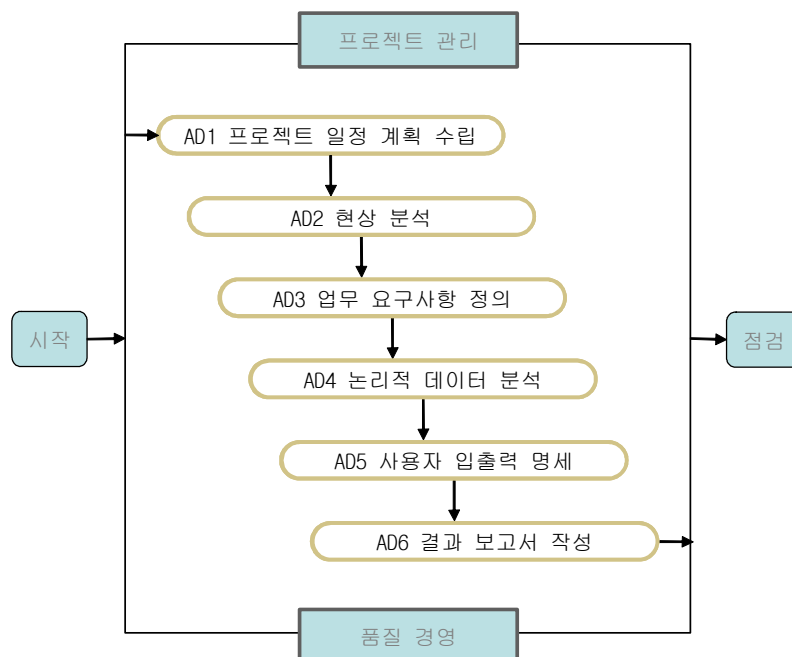 프로젝트 관리
AD1 프로젝트 일정 계획 수립
AD2 현상 분석
AD3 업무 요구사항 정의
시작
점검
AD4 논리적 데이터 분석
AD5 사용자 입출력 명세
AD6 결과 보고서 작성
품질 경영